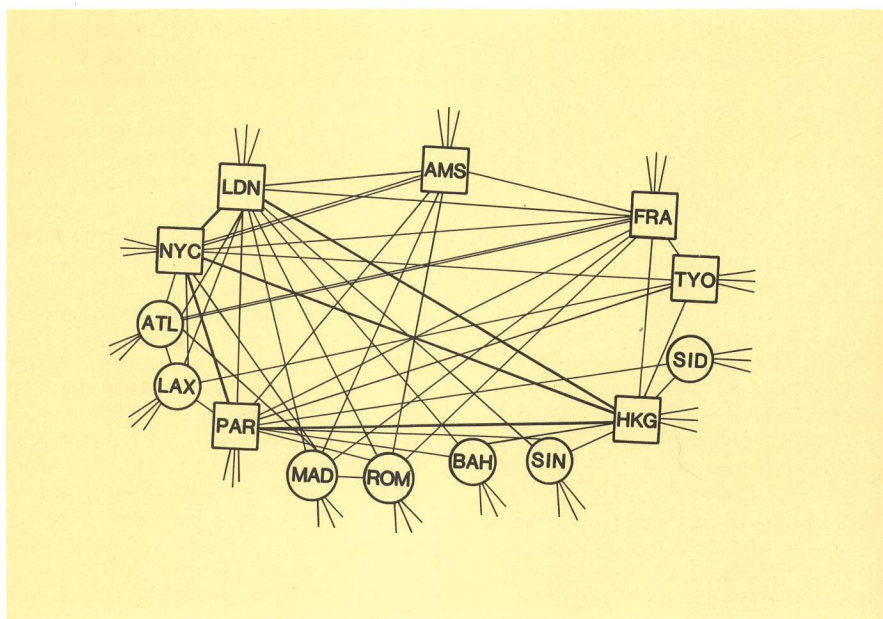 LDN
AMS
FRA
NYC
TYO
ATL
SID
LAX
PAR
HKG
MAD
ROM
BAH
SIN